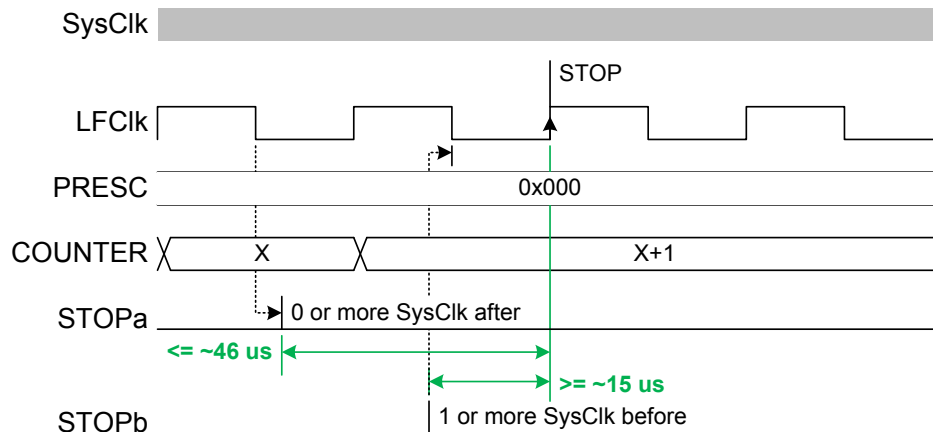 SysClk
STOP
LFClk
PRESC
0x000
COUNTER
X
X+1
STOPa
0 or more SysClk after
<= ~46 us
>= ~15 us
STOPb
1 or more SysClk before